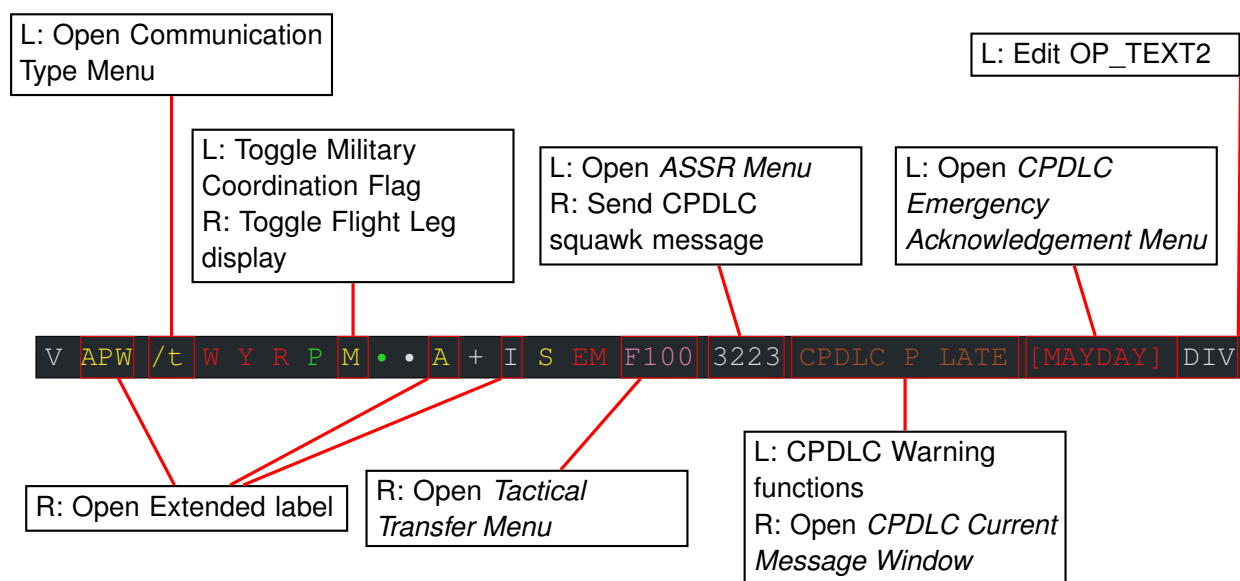 L: Open Communication
Type Menu
L: Edit OP_TEXT2
L: Toggle Military
Coordination Flag
R: Toggle Flight Leg
display
L: Open ASSR Menu
R: Send CPDLC
squawk message
L: Open CPDLC
Emergency
Acknowledgement Menu
V APW /t W Y R P M • • A + I S EM F100 3223 CPDLC P LATE [MAYDAY] DIV
R: Open Extended label
R: Open Tactical
Transfer Menu
L: CPDLC Warning
functions
R: Open CPDLC Current
Message Window